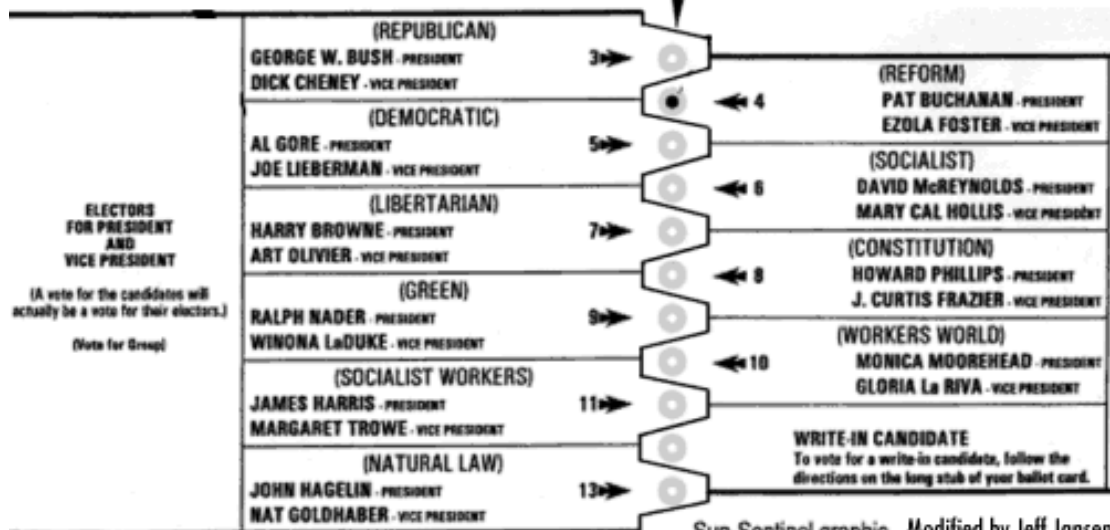 ELECTORS
FOR PRESIDENT
AND
VICE PRESIDENT
(A vote for the candidates will
actually be a vote for their electors.)
(Vote for Group)
(REPUBLICAN)
GEORGE W. BUSH - PRESIDENT
DICK CHENEY - VICE PRESIDENT
3
(DEMOCRATIC)
AL GORE - PRESIDENT
JOE LIEBERMAN - VICE PRESIDENT
5
(LIBERTARIAN)
HARRY BROWNE - PRESIDENT
ART OLIVIER - VICE PRESIDENT
7
(GREEN)
RALPH NADER - PRESIDENT
WINONA LaDUKE - VICE PRESIDENT
9
(SOCIALIST WORKERS)
JAMES HARRIS - PRESIDENT
MARGARET TROWE - VICE PRESIDENT
11
(NATURAL LAW)
JOHN HAGELIN - PRESIDENT
NAT GOLDHABER - VICE PRESIDENT
13
(REFORM)
4
PAT BUCHANAN - PRESIDENT
EZOLA FOSTER - VICE PRESIDENT
(SOCIALIST)
6
DAVID McREYNOLDS - PRESIDENT
MARY CAL HOLLIS - VICE PRESIDENT
(CONSTITUTION)
8
HOWARD PHILLIPS - PRESIDENT
J. CURTIS FRAZIER - VICE PRESIDENT
(WORKERS WORLD)
10
MONICA MOOREHEAD - PRESIDENT
GLORIA La RIVA - VICE PRESIDENT
WRITE-IN CANDIDATE
To vote for a write-in candidate, follow the
directions on the long stub of your ballot card.
Sun-Sentinel graphic Modified by Jeff Jansen